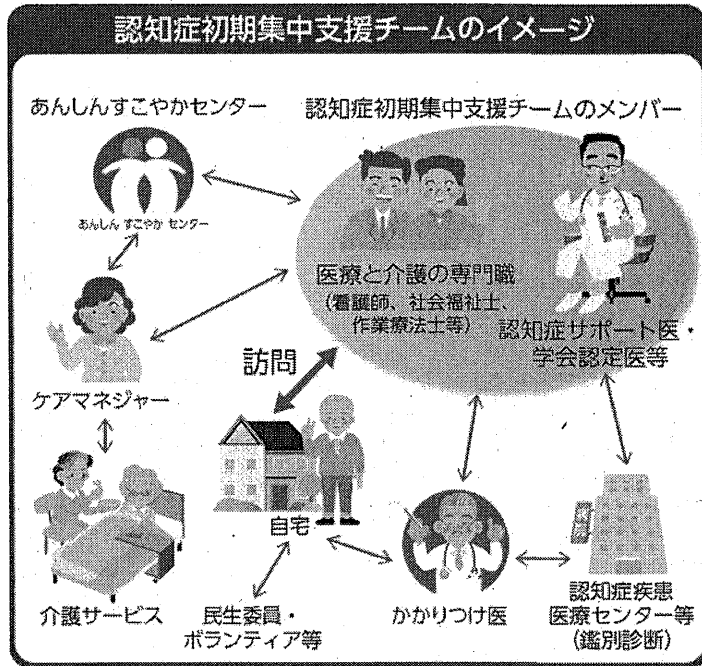 認知症初期集中支援チームのイメージ
あんしんすこやかセンター
認知症初期集中支援チームのメンバー
あんしん すこやか センター
医療と介護の専門職
(看護師、社会福祉士、
作業療法士等)
認知症サポート医・
学会認定医等
訪問
ケアマネジャー
自宅
介護サービス
民生委員・
ボランティア等
かかりつけ医
認知症疾患
医療センター等
(鑑別診断)